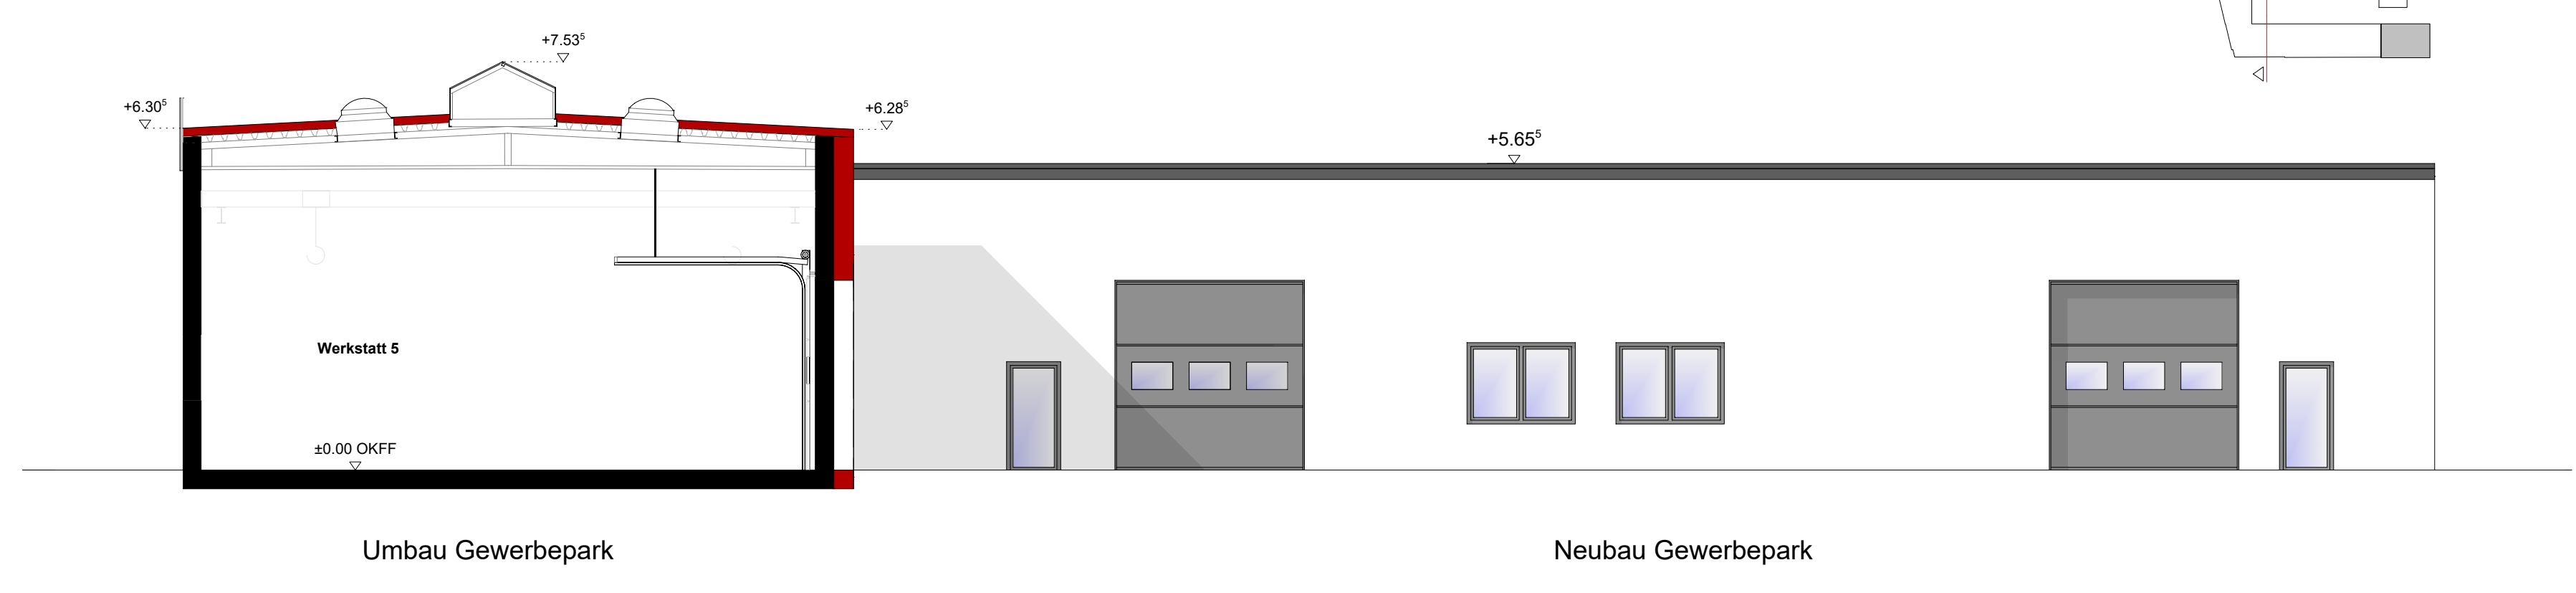 +7.53⁵
+6.30⁵
+6.28⁵
+5.65⁵
Werkstatt 5
±0.00 OKFF
Umbau Gewerbepark
Neubau Gewerbepark